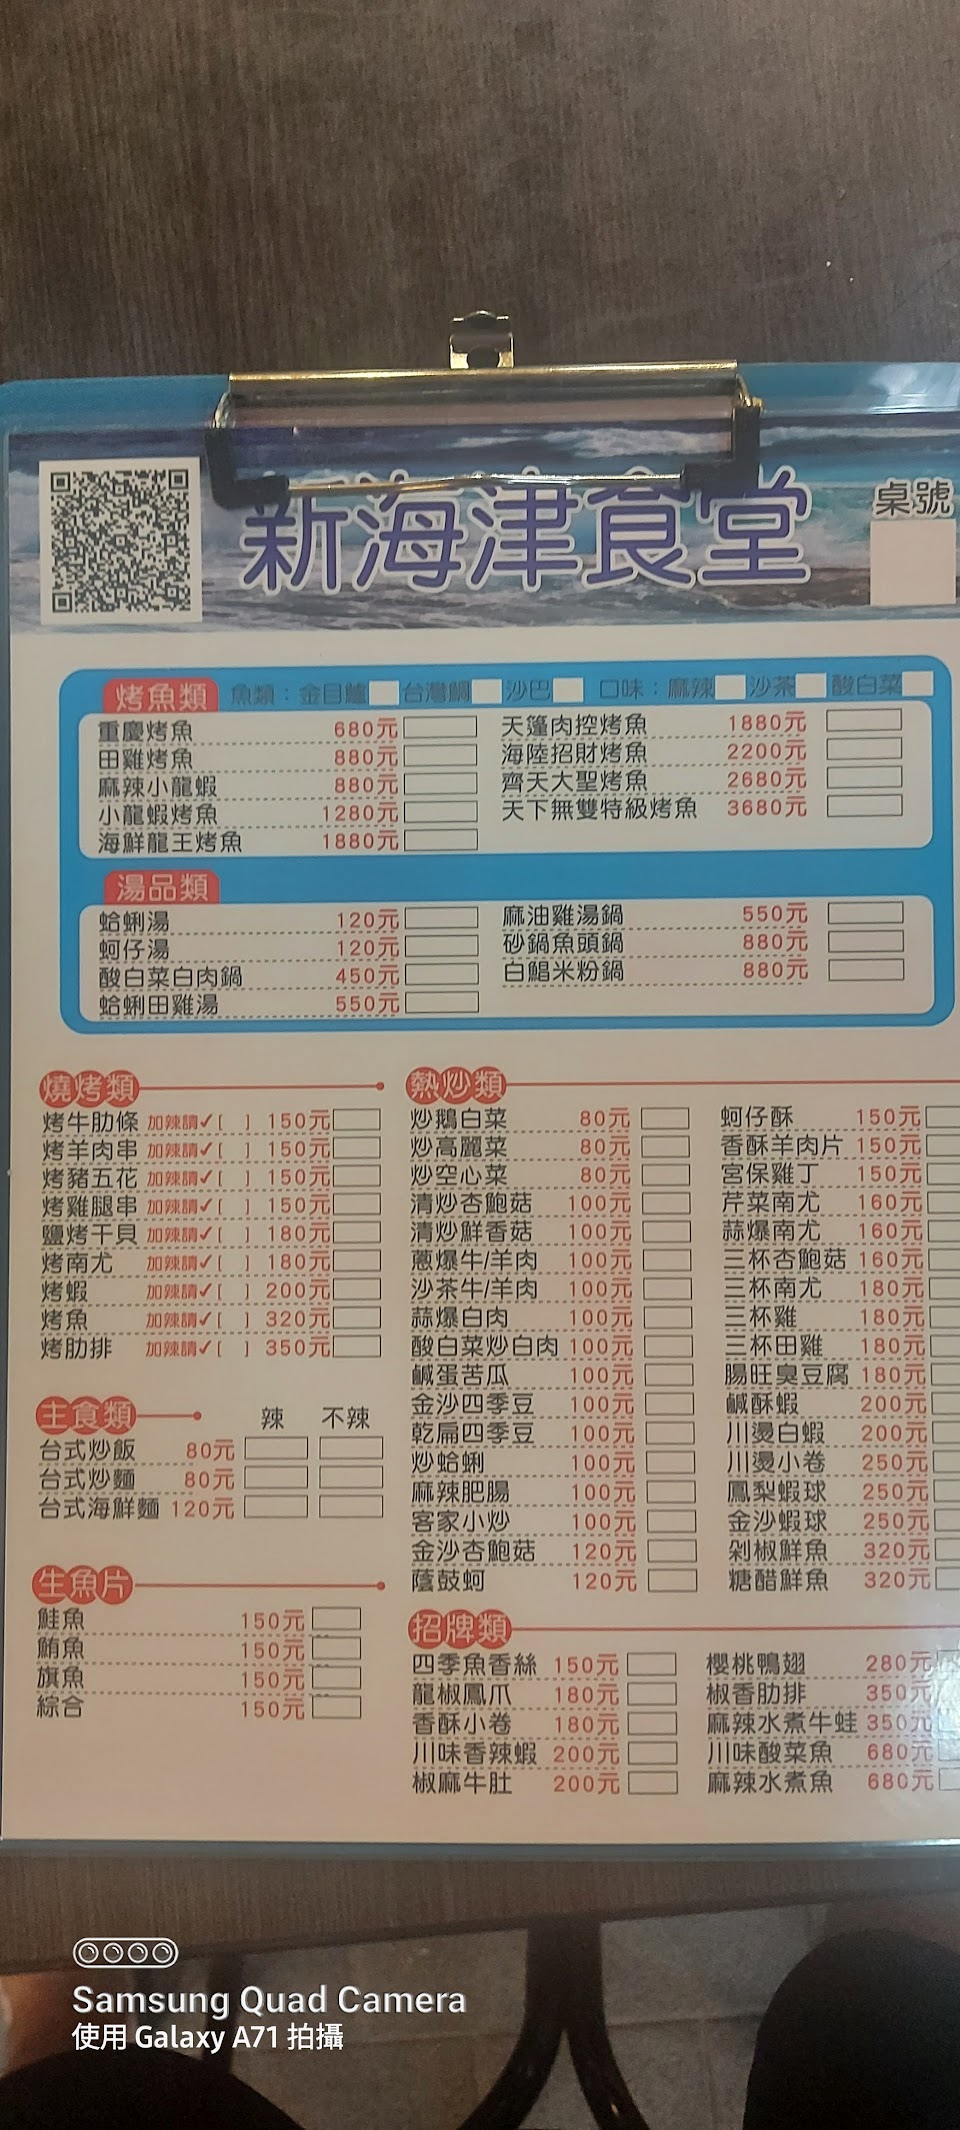 新海津食堂
桌號
烤魚類 魚類：金目鱸 台灣鯛 沙巴 口味：麻辣 沙茶 酸白菜
重慶烤魚 680元
田雞烤魚 880元
麻辣小龍蝦 880元
小龍蝦烤魚 1280元
海鮮龍王烤魚 1880元
天篷肉控烤魚 1880元
海陸招財烤魚 2200元
齊天大聖烤魚 2680元
天下無雙特級烤魚 3680元
湯品類
蛤蜊湯 120元
蚵仔湯 120元
酸白菜白肉鍋 450元
蛤蜊田雞湯 550元
麻油雞湯鍋 550元
砂鍋魚頭鍋 880元
白鯧米粉鍋 880元
燒烤類
烤牛肋條 加辣請✓[ ] 150元
烤羊肉串 加辣請✓[ ] 150元
烤豬五花 加辣請✓[ ] 150元
烤雞腿串 加辣請✓[ ] 150元
鹽烤干貝 加辣請✓[ ] 180元
烤南尤 加辣請✓[ ] 180元
烤蝦 加辣請✓[ ] 200元
烤魚 加辣請✓[ ] 320元
烤肋排 加辣請✓[ ] 350元
主食類 辣 不辣
台式炒飯 80元
台式炒麵 80元
台式海鮮麵 120元
生魚片
鮭魚 150元
鮪魚 150元
旗魚 150元
綜合 150元
熱炒類
炒鵝白菜 80元
炒高麗菜 80元
炒空心菜 80元
清炒杏鮑菇 100元
清炒鮮香菇 100元
蔥爆牛/羊肉 100元
沙茶牛/羊肉 100元
蒜爆白肉 100元
酸白菜炒白肉 100元
鹹蛋苦瓜 100元
金沙四季豆 100元
乾扁四季豆 100元
炒蛤蜊 100元
麻辣肥腸 100元
客家小炒 100元
金沙杏鮑菇 120元
蔭鼓蚵 120元
蚵仔酥 150元
香酥羊肉片 150元
宮保雞丁 150元
芹菜南尤 160元
蒜爆南尤 160元
三杯杏鮑菇 160元
三杯南尤 180元
三杯雞 180元
三杯田雞 180元
腸旺臭豆腐 180元
鹹酥蝦 200元
川燙白蝦 200元
川燙小卷 250元
鳳梨蝦球 250元
金沙蝦球 250元
剁椒鮮魚 320元
糖醋鮮魚 320元
招牌類
四季魚香絲 150元
龍椒鳳爪 180元
香酥小卷 180元
川味香辣蝦 200元
椒麻牛肚 200元
櫻桃鴨翅 280元
椒香肋排 350元
麻辣水煮牛蛙 350元
川味酸菜魚 680元
麻辣水煮魚 680元
Samsung Quad Camera
使用 Galaxy A71 拍攝